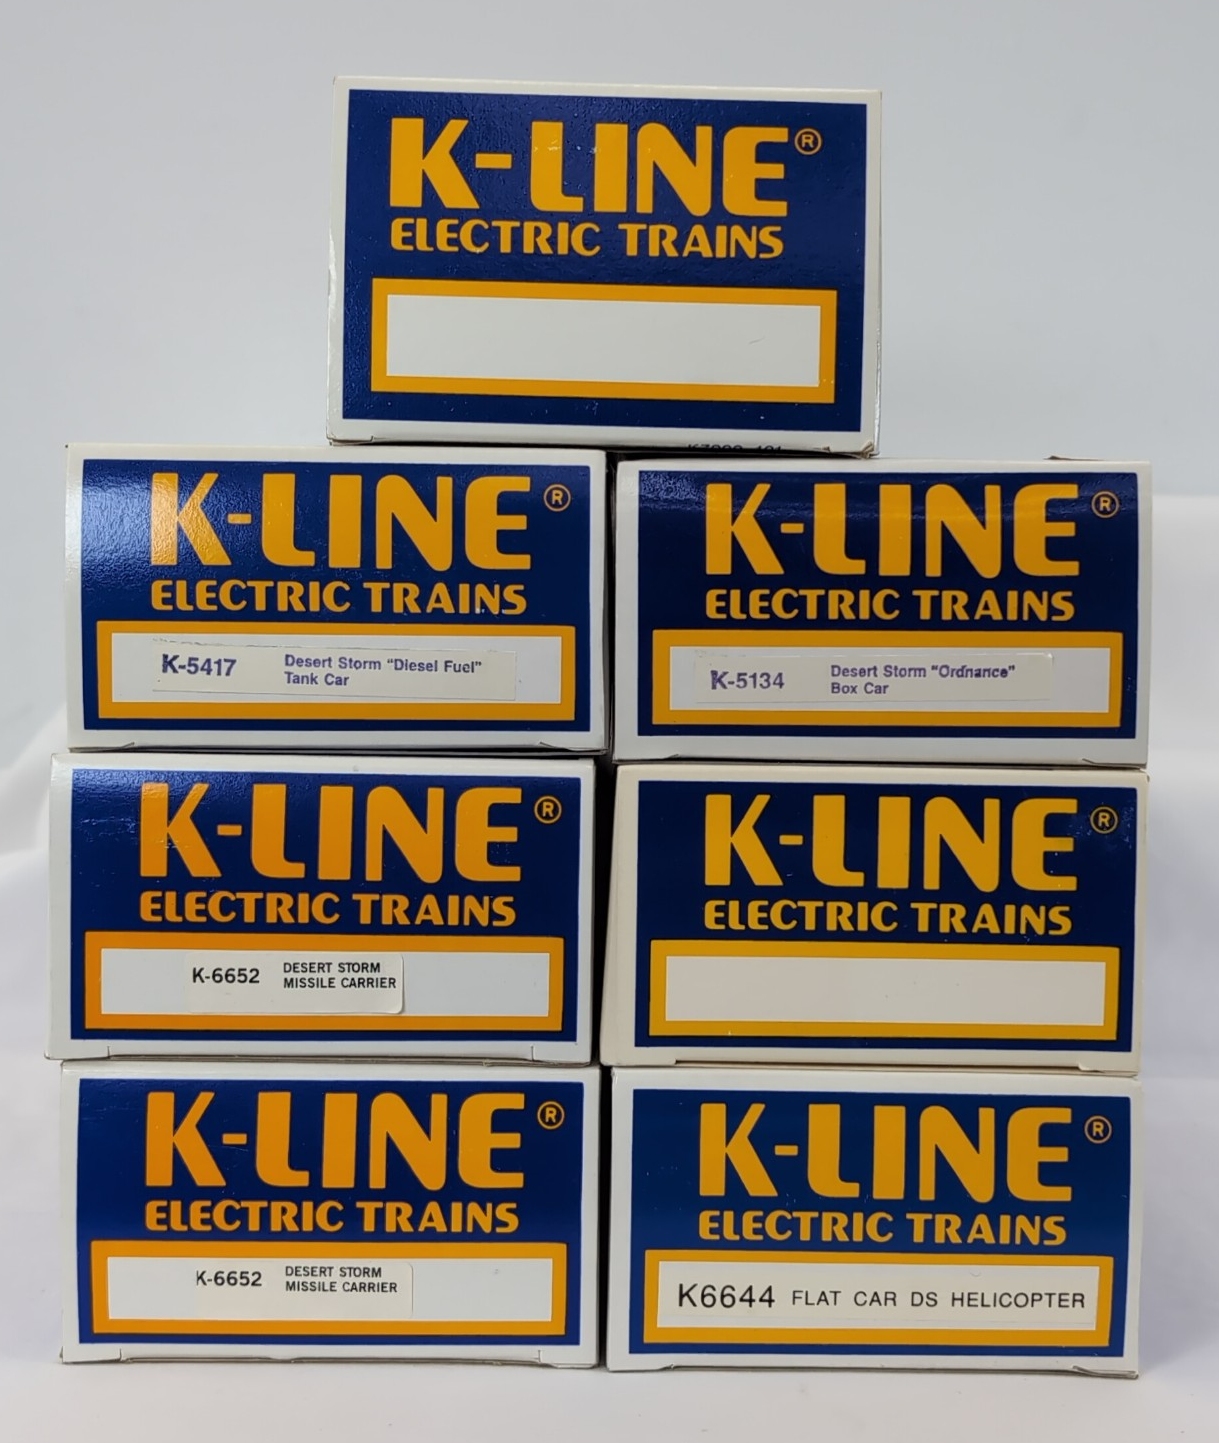 K-LINE®
ELECTRIC TRAINS
K-LINE®
ELECTRIC TRAINS
K-5417 Desert Storm "Diesel Fuel"
Tank Car
K-LINE®
ELECTRIC TRAINS
K-5134 Desert Storm "Ordnance"
Box Car
K-LINE®
ELECTRIC TRAINS
K-6652 DESERT STORM
MISSILE CARRIER
K-LINE®
ELECTRIC TRAINS
K-LINE®
ELECTRIC TRAINS
K-6652 DESERT STORM
MISSILE CARRIER
K-LINE®
ELECTRIC TRAINS
K6644 FLAT CAR DS HELICOPTER